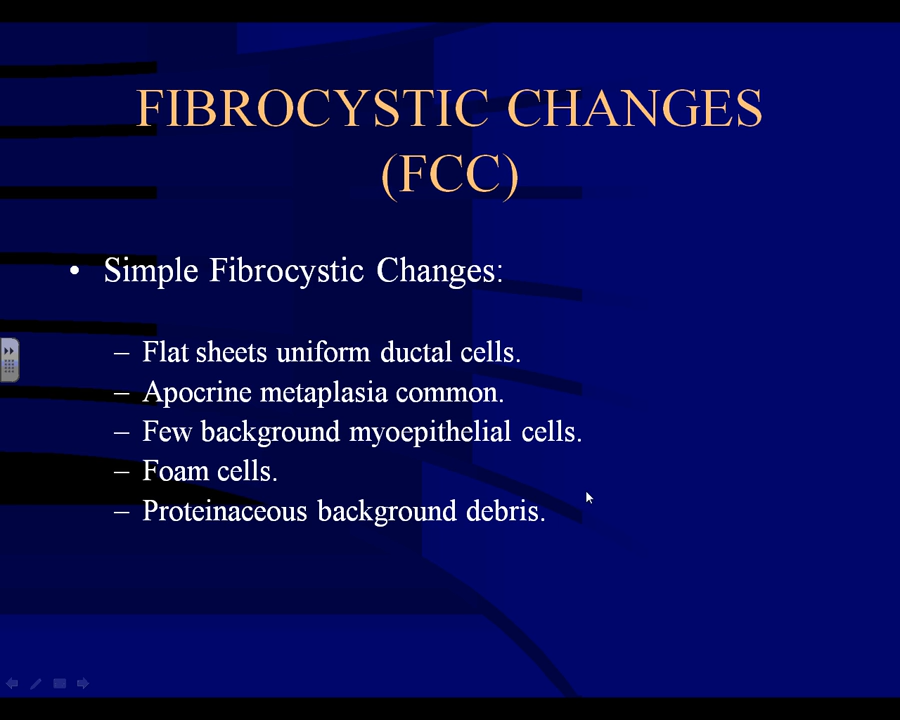 FIBROCYSTIC CHANGES
(FCC)
• Simple Fibrocystic Changes:
– Flat sheets uniform ductal cells.
– Apocrine metaplasia common.
– Few background myoepithelial cells.
– Foam cells.
– Proteinaceous background debris.